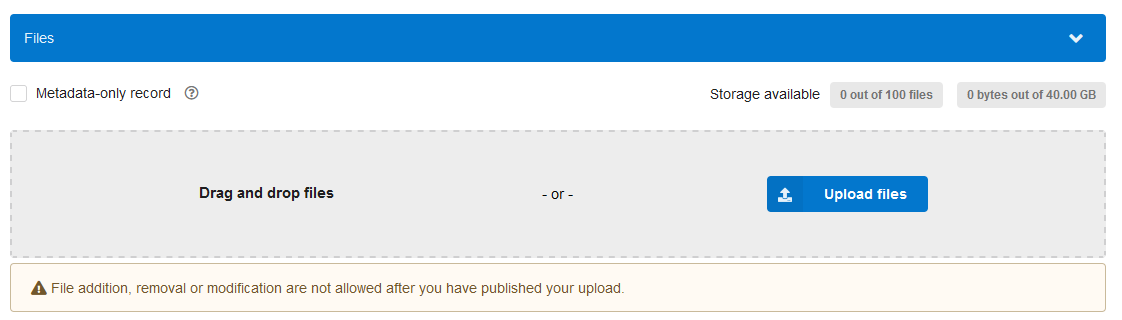 Files
Metadata-only record
Storage available 0 out of 100 files 0 bytes out of 40.00 GB
Drag and drop files - or - Upload files
File addition, removal or modification are not allowed after you have published your upload.